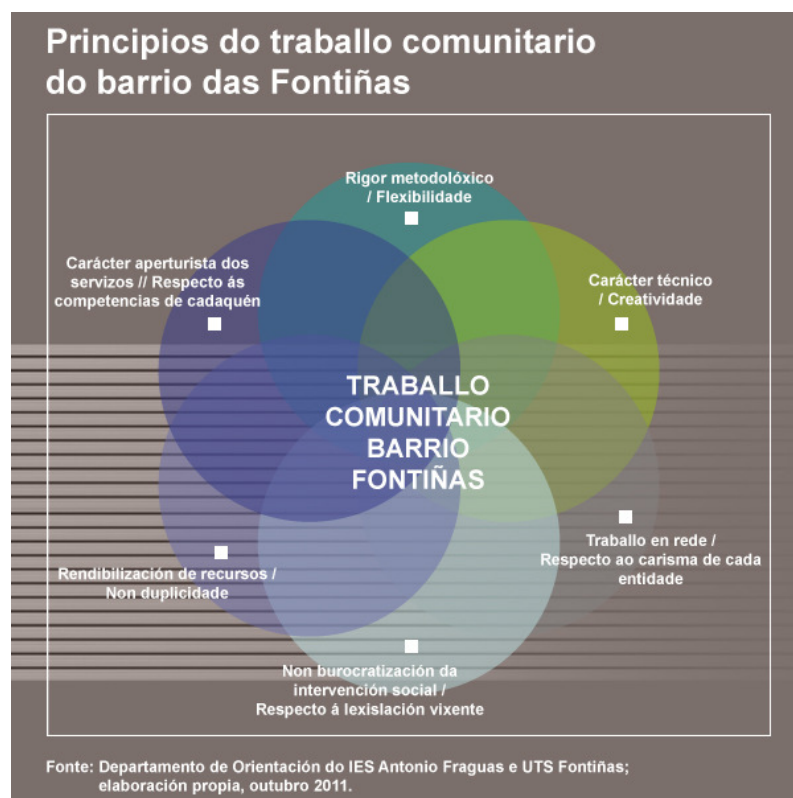 Principios do traballo comunitario
do barrio das Fontiñas
Rigor metodolóxico
/ Flexibilidade
Carácter aperturista dos
servizos // Respecto ás
competencias de cadaquén
Carácter técnico
/ Creatividade
TRABALLO
COMUNITARIO
BARRIO
FONTIÑAS
Traballo en rede /
Respecto ao carisma de cada
entidade
Rendibilización de recursos /
Non duplicidade
Non burocratización da
intervención social /
Respecto á lexislación vixente
Fonte: Departamento de Orientación do IES Antonio Fraguas e UTS Fontiñas;
elaboración propia, outubro 2011.